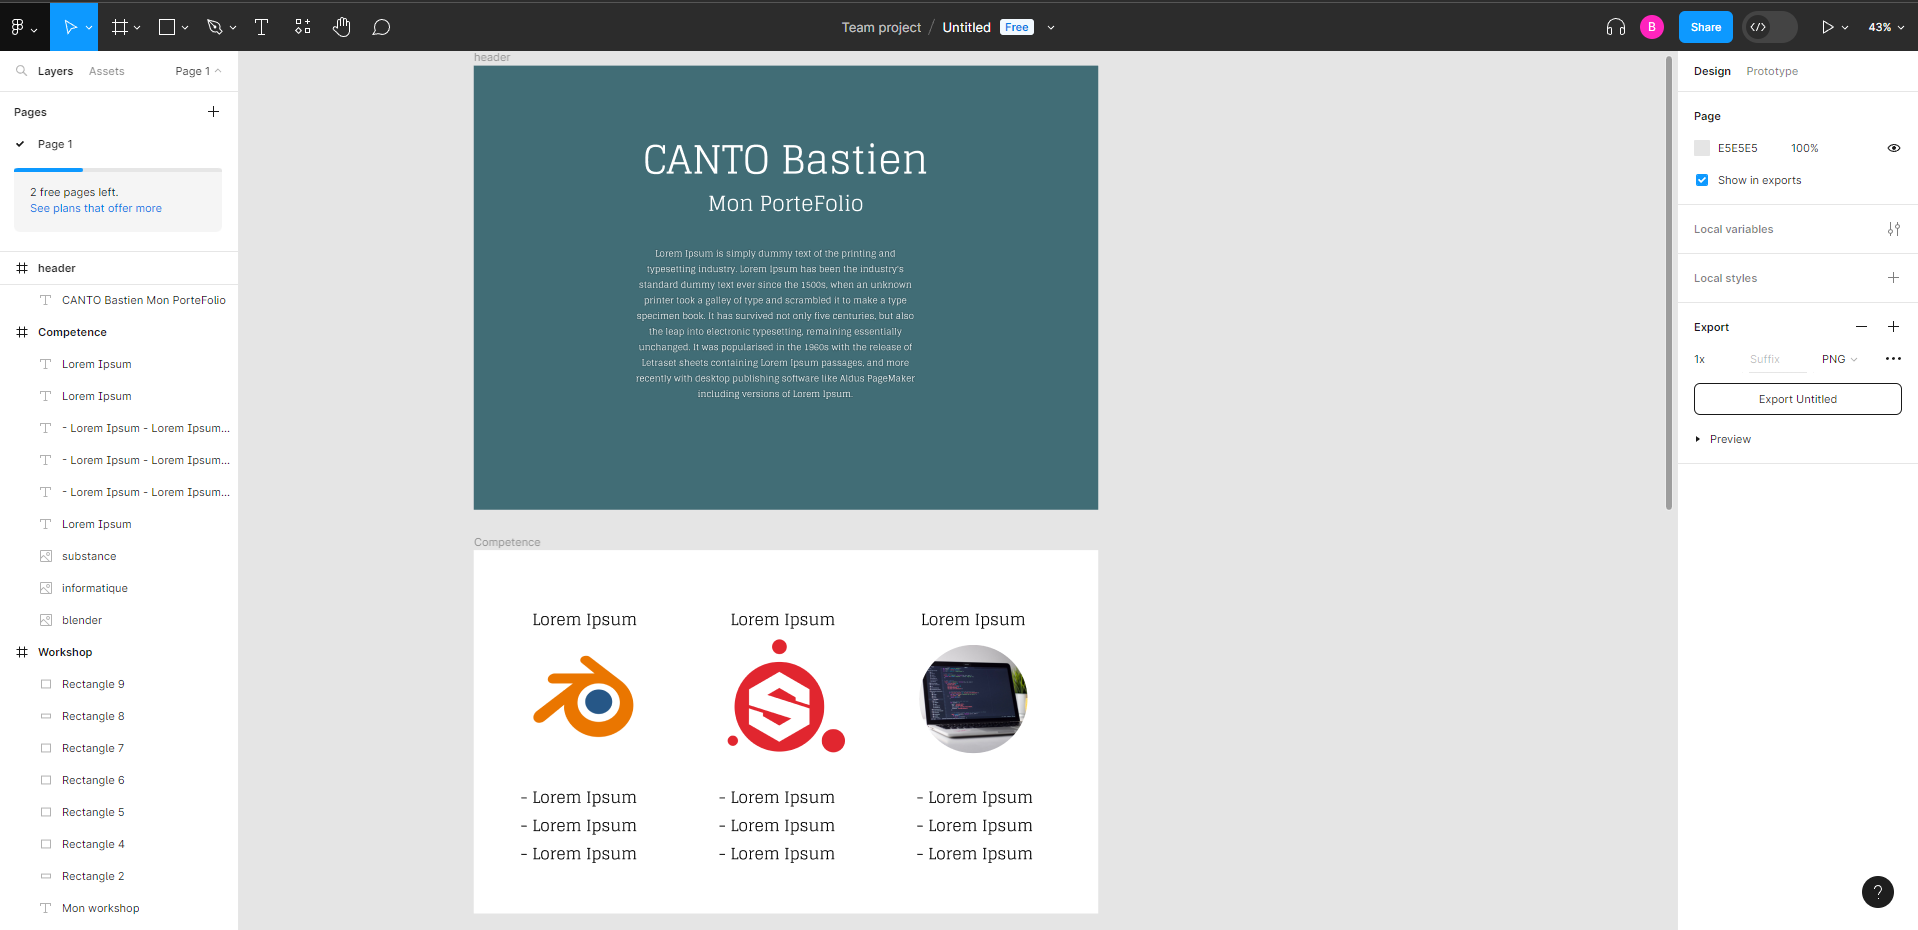 Team project / Untitled Free
B
Share
43%
Layers Assets Page 1
Pages
Page 1
2 free pages left.
See plans that offer more
header
CANTO Bastien Mon PorteFolio
Competence
Lorem Ipsum
Lorem Ipsum
- Lorem Ipsum - Lorem Ipsum...
- Lorem Ipsum - Lorem Ipsum...
- Lorem Ipsum - Lorem Ipsum...
Lorem Ipsum
substance
informatique
blender
Workshop
Rectangle 9
Rectangle 8
Rectangle 7
Rectangle 6
Rectangle 5
Rectangle 4
Rectangle 2
Mon workshop
header
CANTO Bastien
Mon PorteFolio
Lorem Ipsum is simply dummy text of the printing and
typesetting industry. Lorem Ipsum has been the industry's
standard dummy text ever since the 1500s, when an unknown
printer took a galley of type and scrambled it to make a type
specimen book. It has survived not only five centuries, but also
the leap into electronic typesetting, remaining essentially
unchanged. It was popularised in the 1960s with the release of
Letraset sheets containing Lorem Ipsum passages, and more
recently with desktop publishing software like Aldus PageMaker
including versions of Lorem Ipsum.
Competence
Lorem Ipsum Lorem Ipsum Lorem Ipsum
- Lorem Ipsum - Lorem Ipsum - Lorem Ipsum
- Lorem Ipsum - Lorem Ipsum - Lorem Ipsum
- Lorem Ipsum - Lorem Ipsum - Lorem Ipsum
Design Prototype
Page
E5E5E5 100%
Show in exports
Local variables
Local styles
Export
1x Suffix PNG
Export Untitled
Preview
?